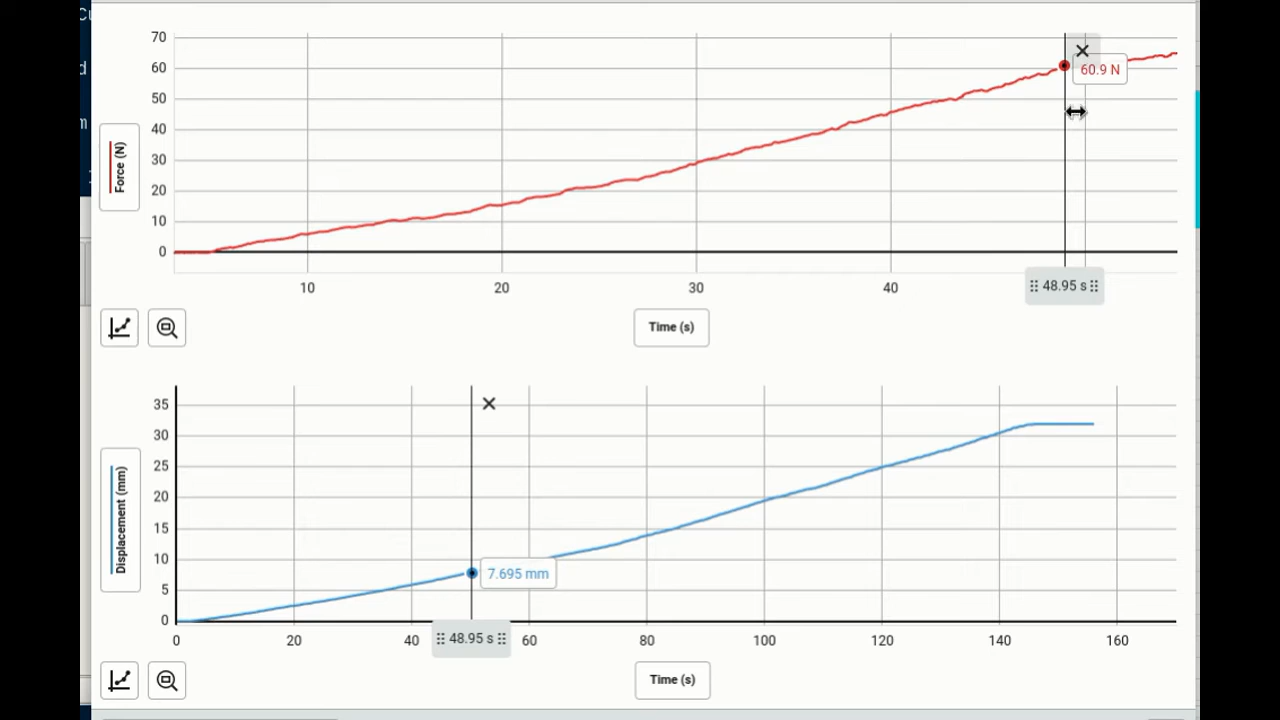 Cu
d
m
70
60
50
40
30
20
10
0
Force (N)
60.9 N
10 20 30 40
48.95 s
Time (s)
35
30
25
20
15
10
5
0
Displacement (mm)
7.695 mm
0 20 40 60 80 100 120 140 160
48.95 s
Time (s)